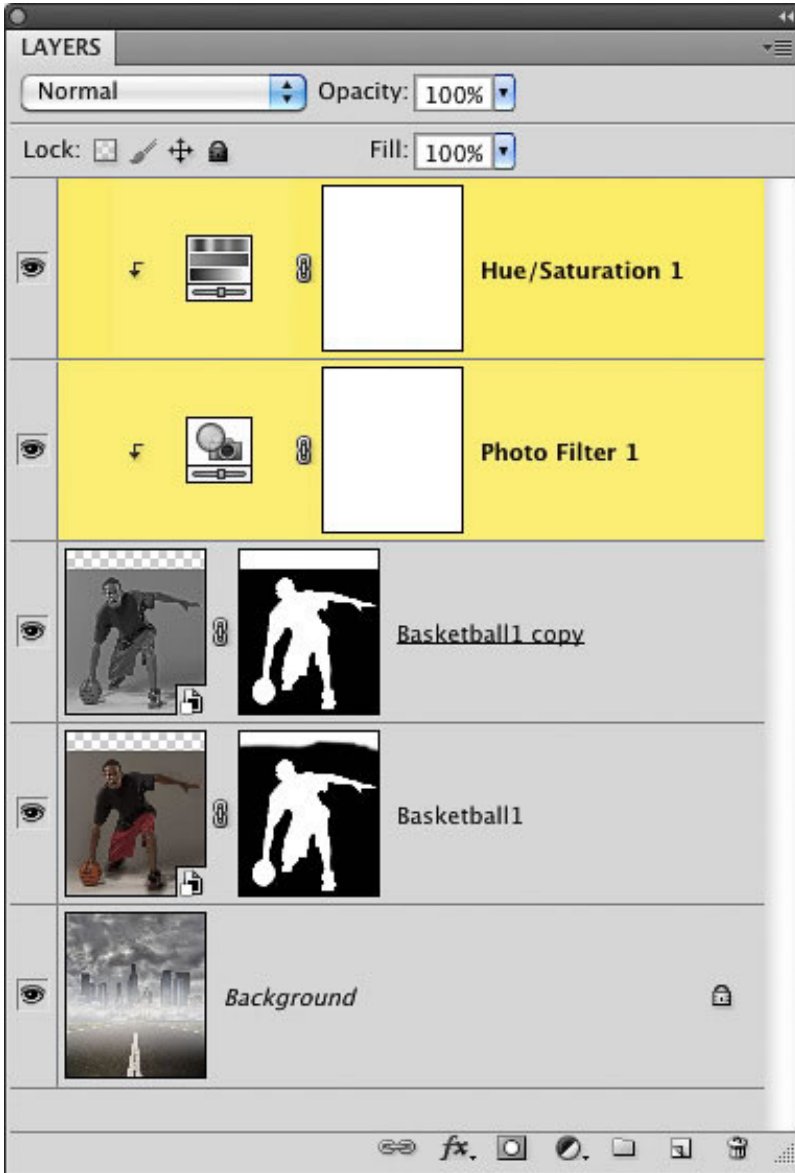 LAYERS
Normal Opacity: 100%
Lock: Fill: 100%
Hue/Saturation 1
Photo Filter 1
Basketball1 copy
Basketball1
Background
fx.